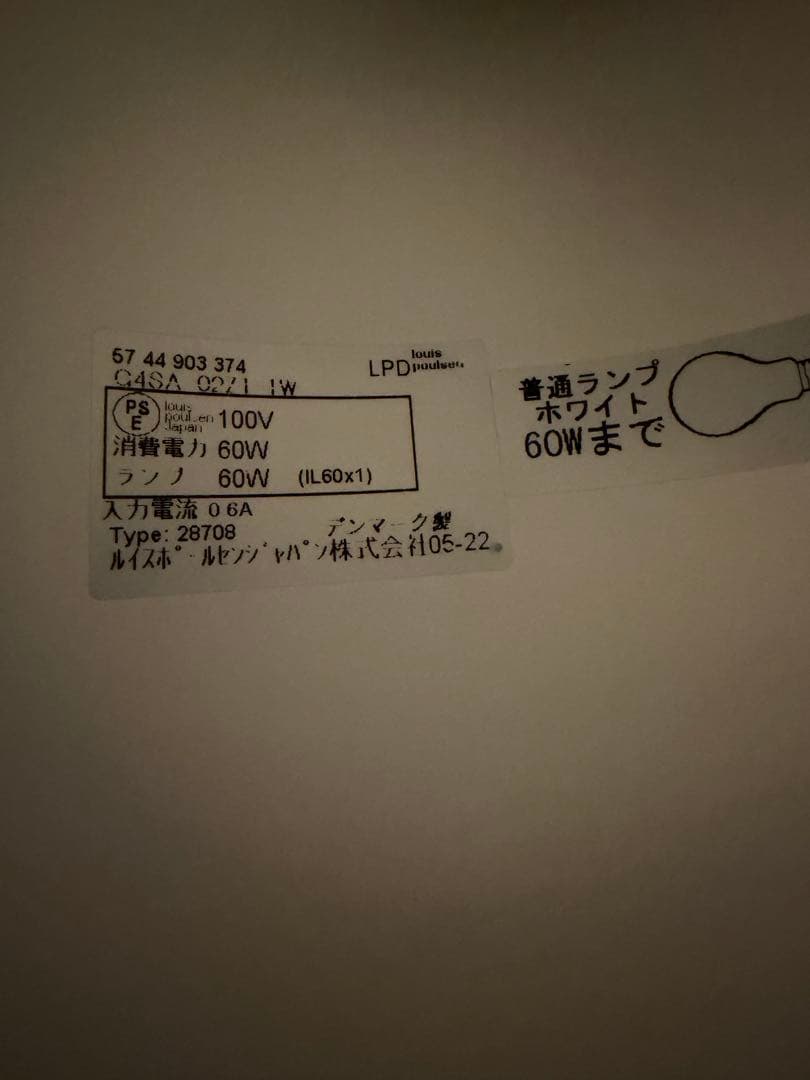 57 44 903 374
LPD louis poulsen
PS E louis poulsen Japan 100V
消費電力 60W
ランプ 60W (IL60x1)
入力電流 0 6A
Type: 28708 デンマーク製
ルイスポールセンジャパン株式会社05-22
普通ランプ
ホワイト
60Wまで